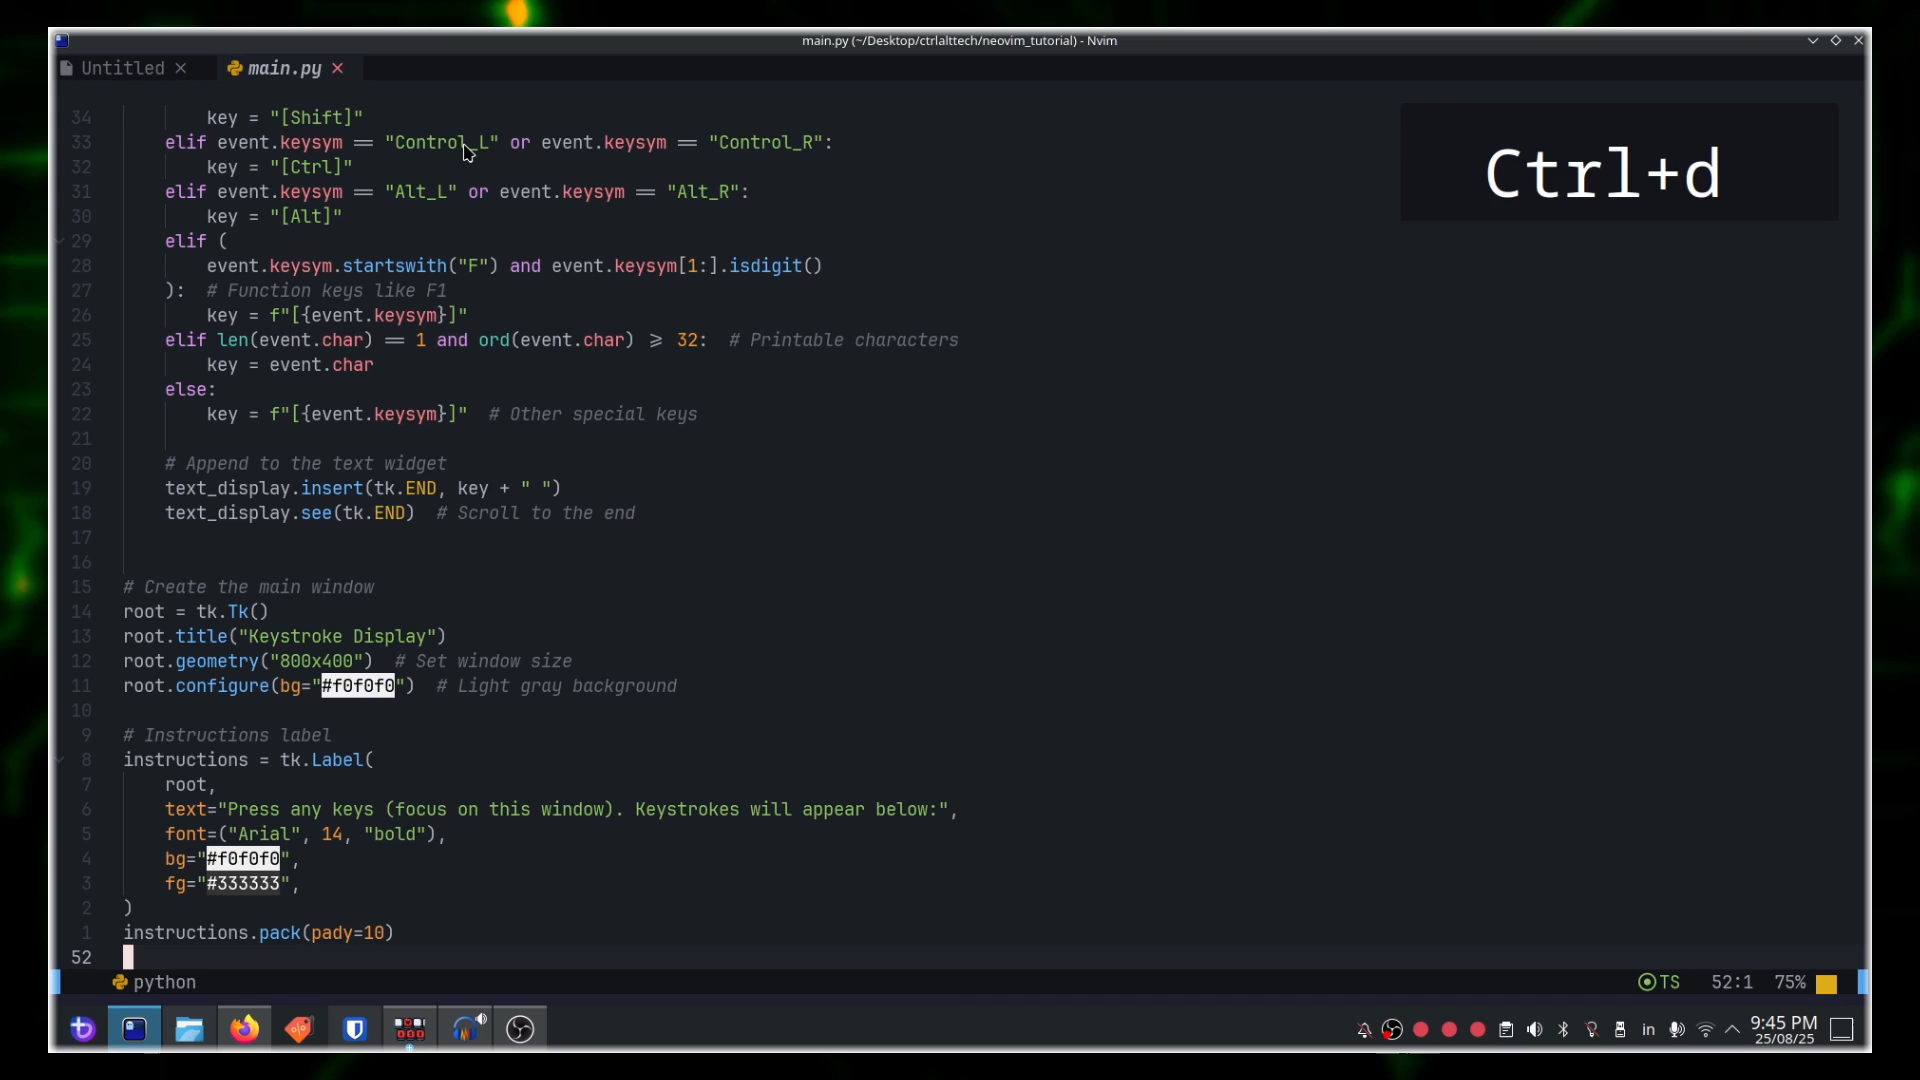 main.py (~/Desktop/ctrlalttech/neovim_tutorial) - Nvim
Untitled × main.py ×
Ctrl+d
34 key = "[Shift]"
33 elif event.keysym == "Control_L" or event.keysym == "Control_R":
32 key = "[Ctrl]"
31 elif event.keysym == "Alt_L" or event.keysym == "Alt_R":
30 key = "[Alt]"
29 elif (
28 event.keysym.startswith("F") and event.keysym[1:].isdigit()
27 ): # Function keys like F1
26 key = f"[{event.keysym}]"
25 elif len(event.char) == 1 and ord(event.char) >= 32: # Printable characters
24 key = event.char
23 else:
22 key = f"[{event.keysym}]" # Other special keys
21
20 # Append to the text widget
19 text_display.insert(tk.END, key + " ")
18 text_display.see(tk.END) # Scroll to the end
17
16
15 # Create the main window
14 root = tk.Tk()
13 root.title("Keystroke Display")
12 root.geometry("800x400") # Set window size
11 root.configure(bg="#f0f0f0") # Light gray background
10
9 # Instructions label
8 instructions = tk.Label(
7 root,
6 text="Press any keys (focus on this window). Keystrokes will appear below:",
5 font=("Arial", 14, "bold"),
4 bg="#f0f0f0",
3 fg="#333333",
2 )
1 instructions.pack(pady=10)
52
python TS 52:1 75%
in 9:45 PM
25/08/25